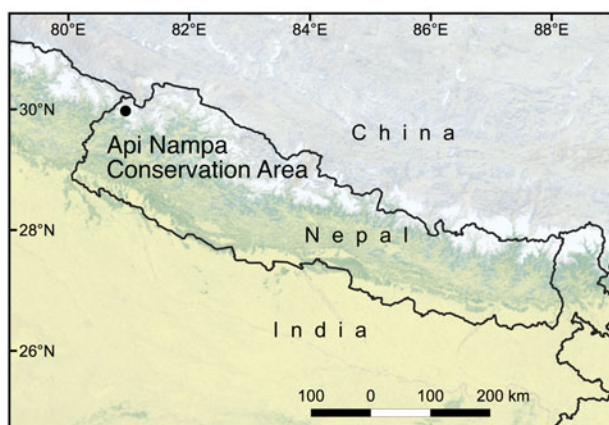 80°E 82°E 84°E 86°E 88°E
30°N
China
Api Nampa
Conservation Area
28°N
Nepal
India
26°N
100 0 100 200 km